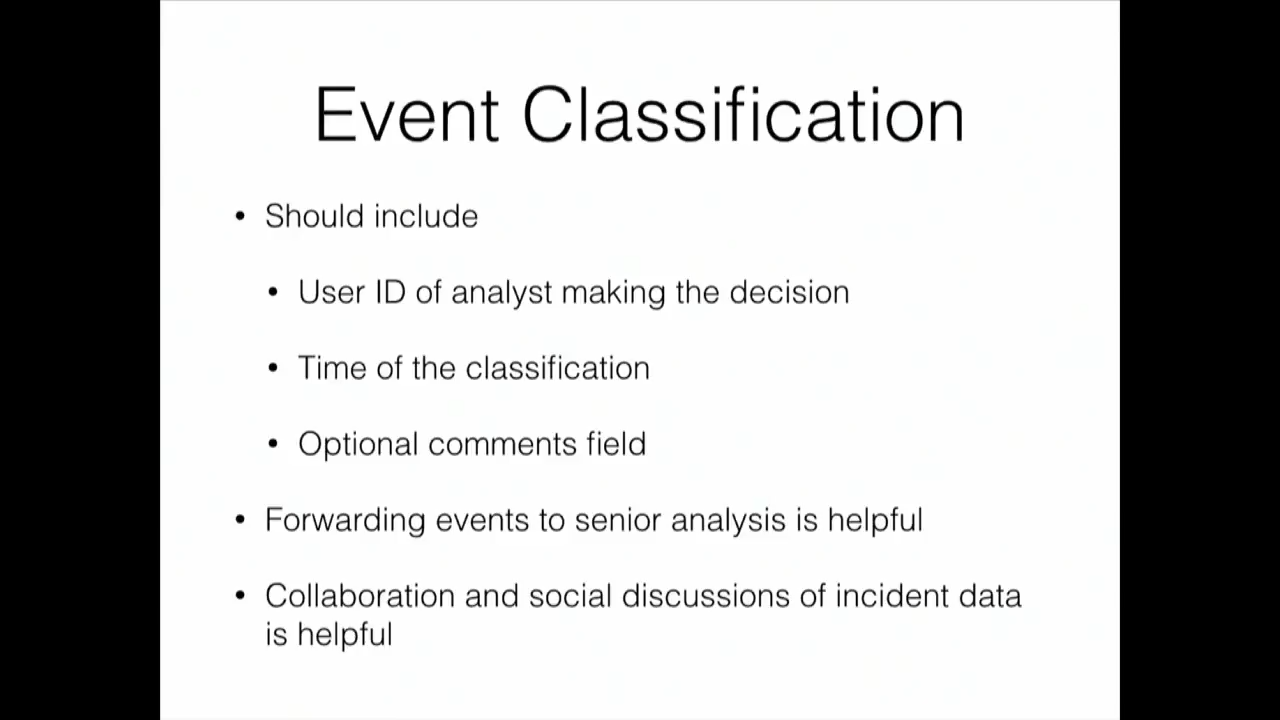 Event Classification
• Should include
• User ID of analyst making the decision
• Time of the classification
• Optional comments field
• Forwarding events to senior analysis is helpful
• Collaboration and social discussions of incident data
is helpful